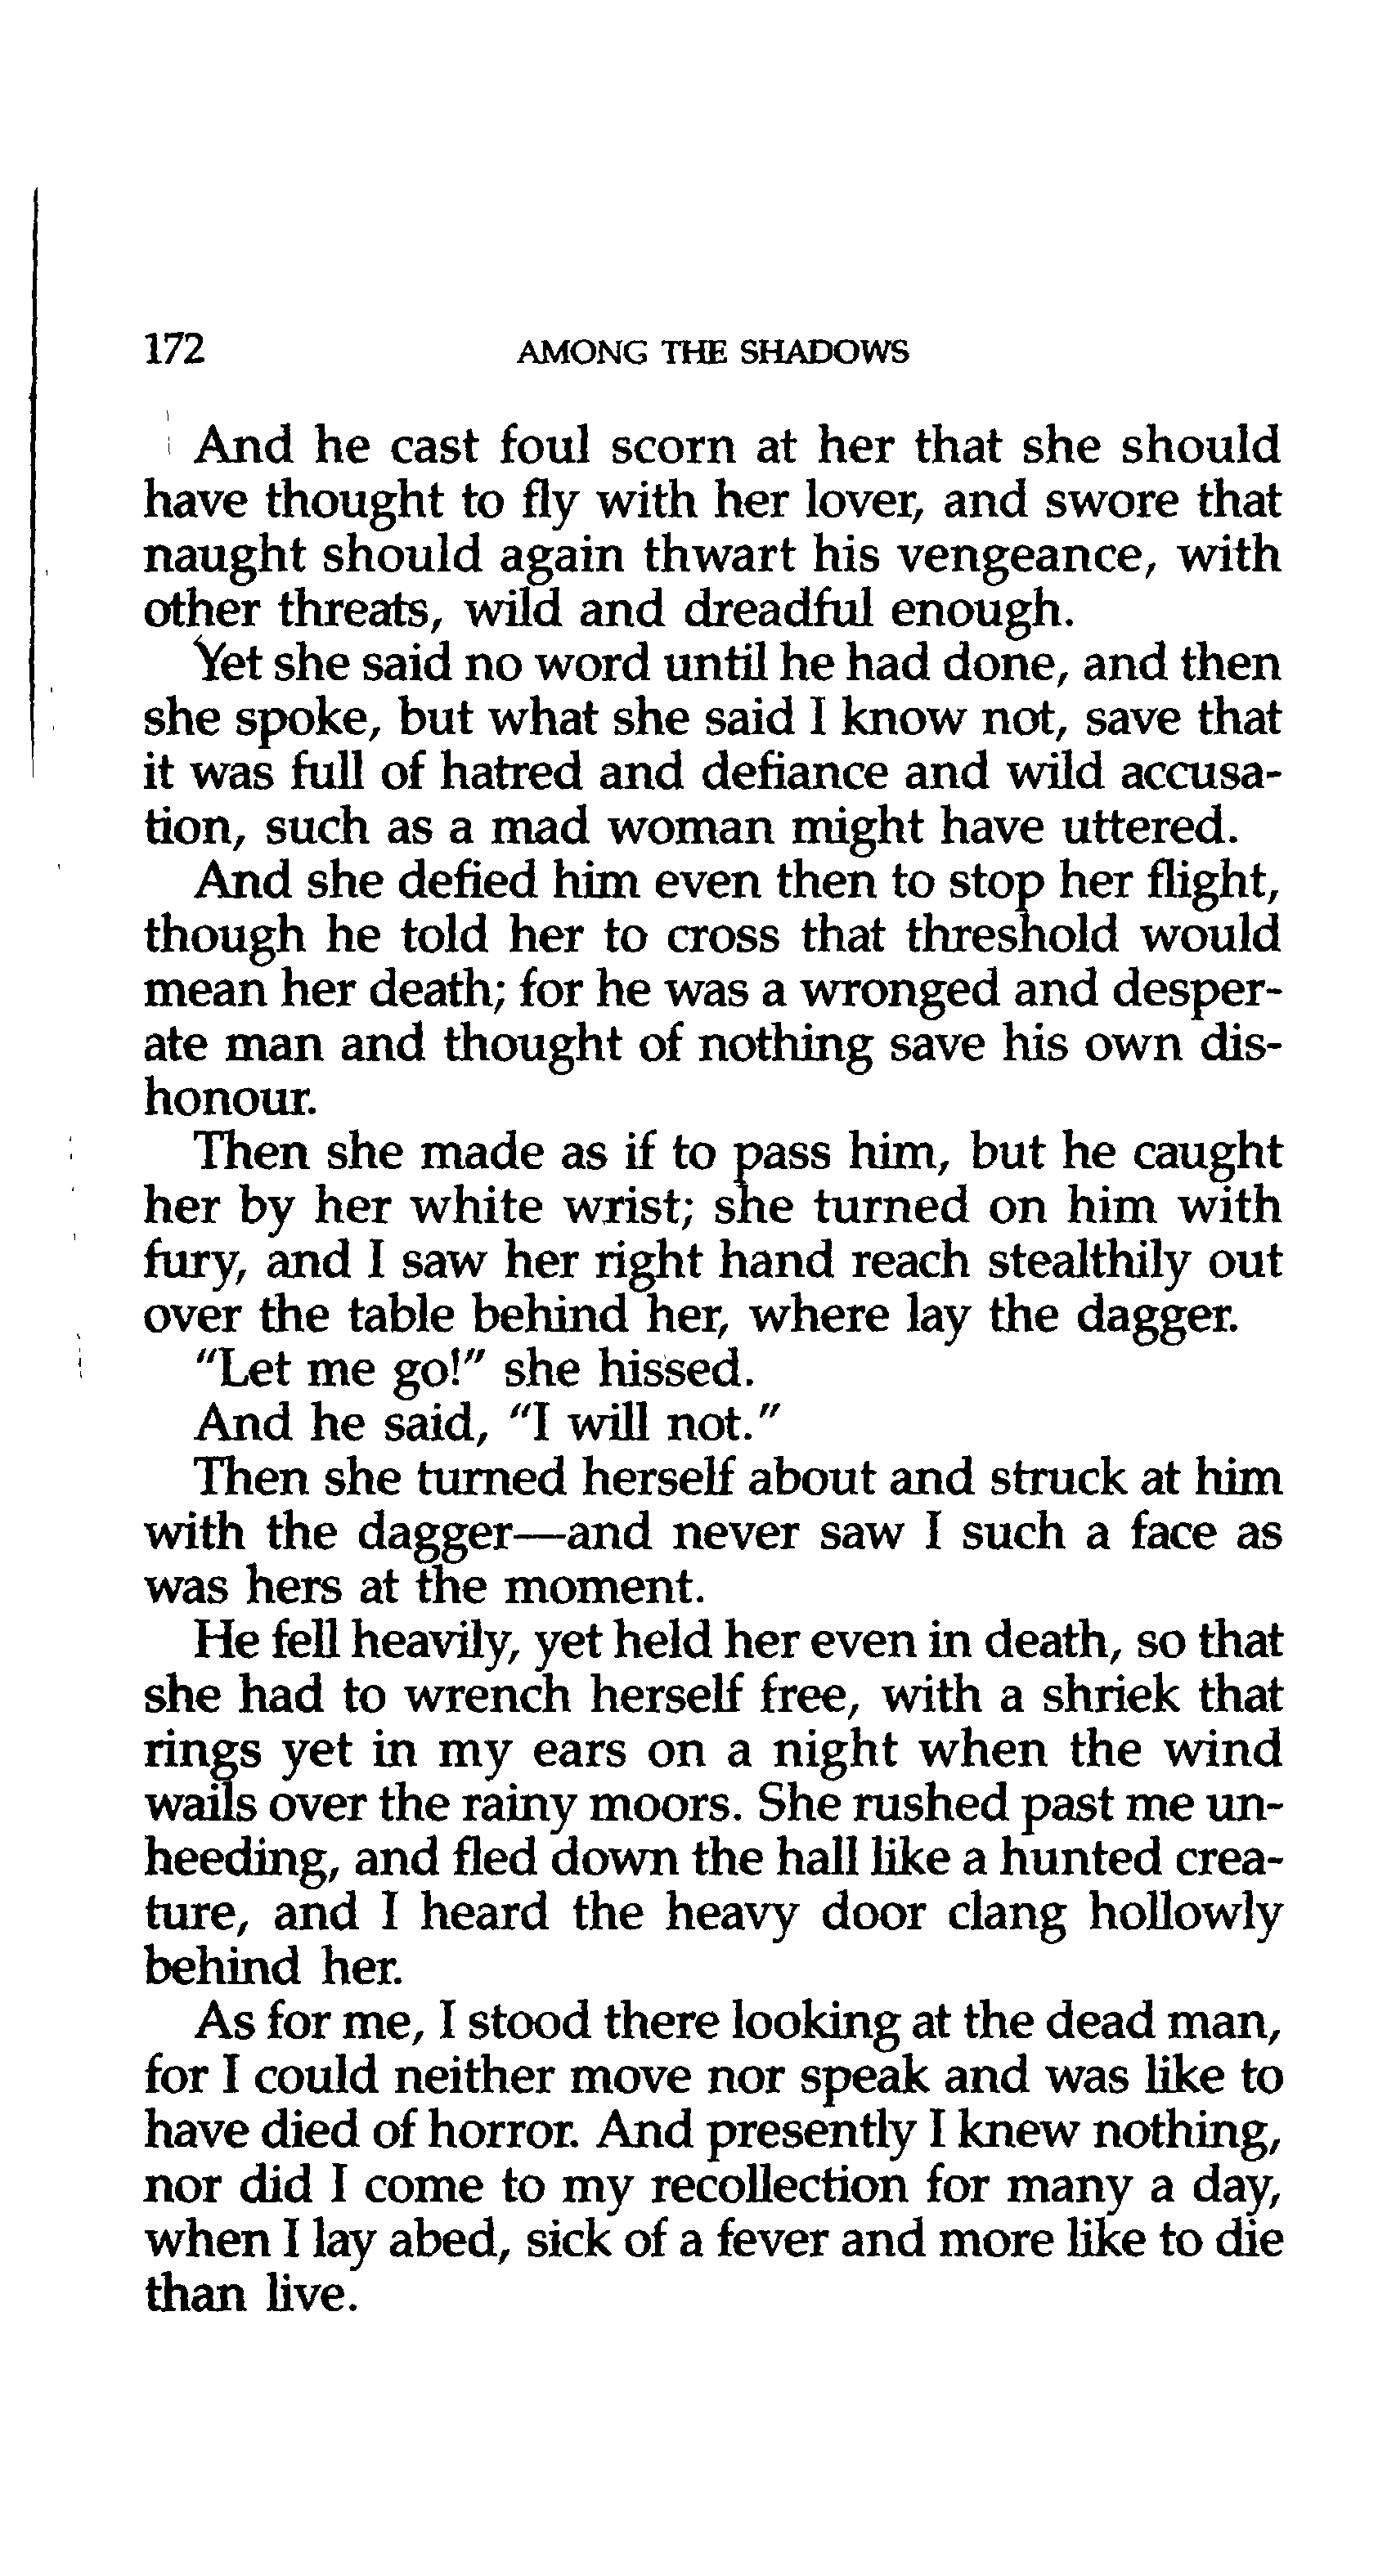 172 AMONG THE SHADOWS
And he cast foul scorn at her that she should
have thought to fly with her lover, and swore that
naught should again thwart his vengeance, with
other threats, wild and dreadful enough.
Yet she said no word until he had done, and then
she spoke, but what she said I know not, save that
it was full of hatred and defiance and wild accusa-
tion, such as a mad woman might have uttered.
And she defied him even then to stop her flight,
though he told her to cross that threshold would
mean her death; for he was a wronged and desper-
ate man and thought of nothing save his own dis-
honour.
Then she made as if to pass him, but he caught
her by her white wrist; she turned on him with
fury, and I saw her right hand reach stealthily out
over the table behind her, where lay the dagger.
"Let me go!" she hissed.
And he said, "I will not."
Then she turned herself about and struck at him
with the dagger—and never saw I such a face as
was hers at the moment.
He fell heavily, yet held her even in death, so that
she had to wrench herself free, with a shriek that
rings yet in my ears on a night when the wind
wails over the rainy moors. She rushed past me un-
heeding, and fled down the hall like a hunted crea-
ture, and I heard the heavy door clang hollowly
behind her.
As for me, I stood there looking at the dead man,
for I could neither move nor speak and was like to
have died of horror. And presently I knew nothing,
nor did I come to my recollection for many a day,
when I lay abed, sick of a fever and more like to die
than live.